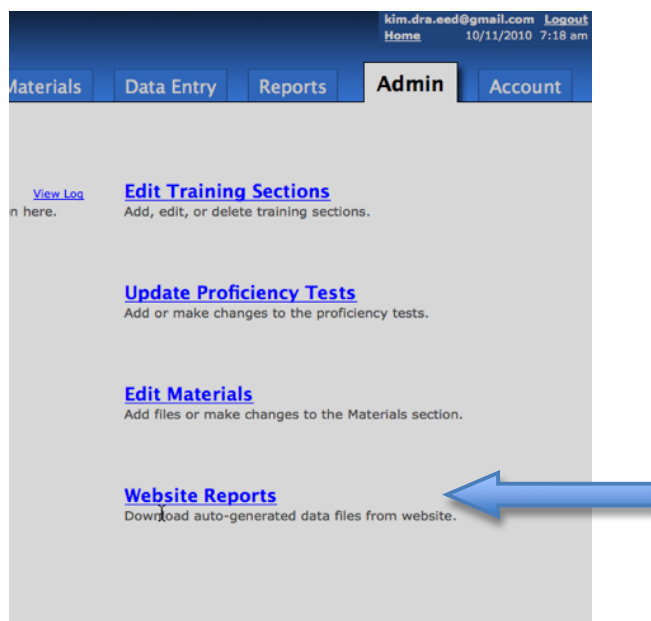 kim.dra.eed@gmail.com Logout
Home 10/11/2010 7:18 am
Data Entry Reports Admin Account
View Log
n here.
Edit Training Sections
Add, edit, or delete training sections.
Update Proficiency Tests
Add or make changes to the proficiency tests.
Edit Materials
Add files or make changes to the Materials section.
Website Reports
Download auto-generated data files from website.